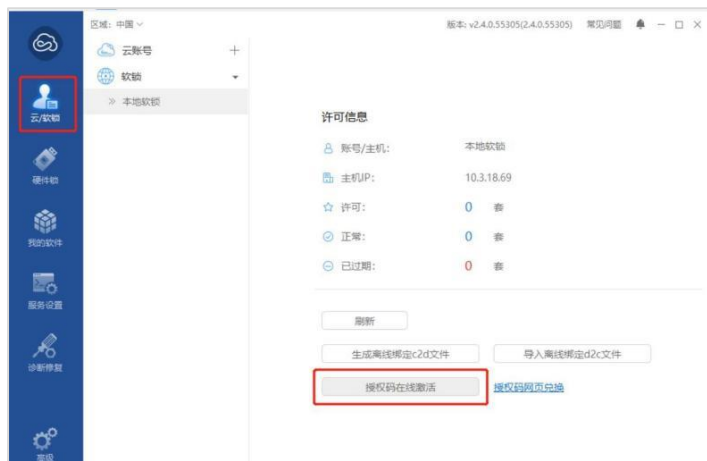 区域: 中国
版本: v2.4.0.55305(2.4.0.55305)
常见问题
云/软锁
硬件锁
我的软件
服务设置
诊断修复
高级
云账号
软锁
本地软锁
许可信息
账号/主机: 本地软锁
主机IP: 10.3.18.69
许可: 0 套
正常: 0 套
已过期: 0 套
刷新
生成离线绑定c2d文件 导入离线绑定d2c文件
授权码在线激活 授权码网页兑换